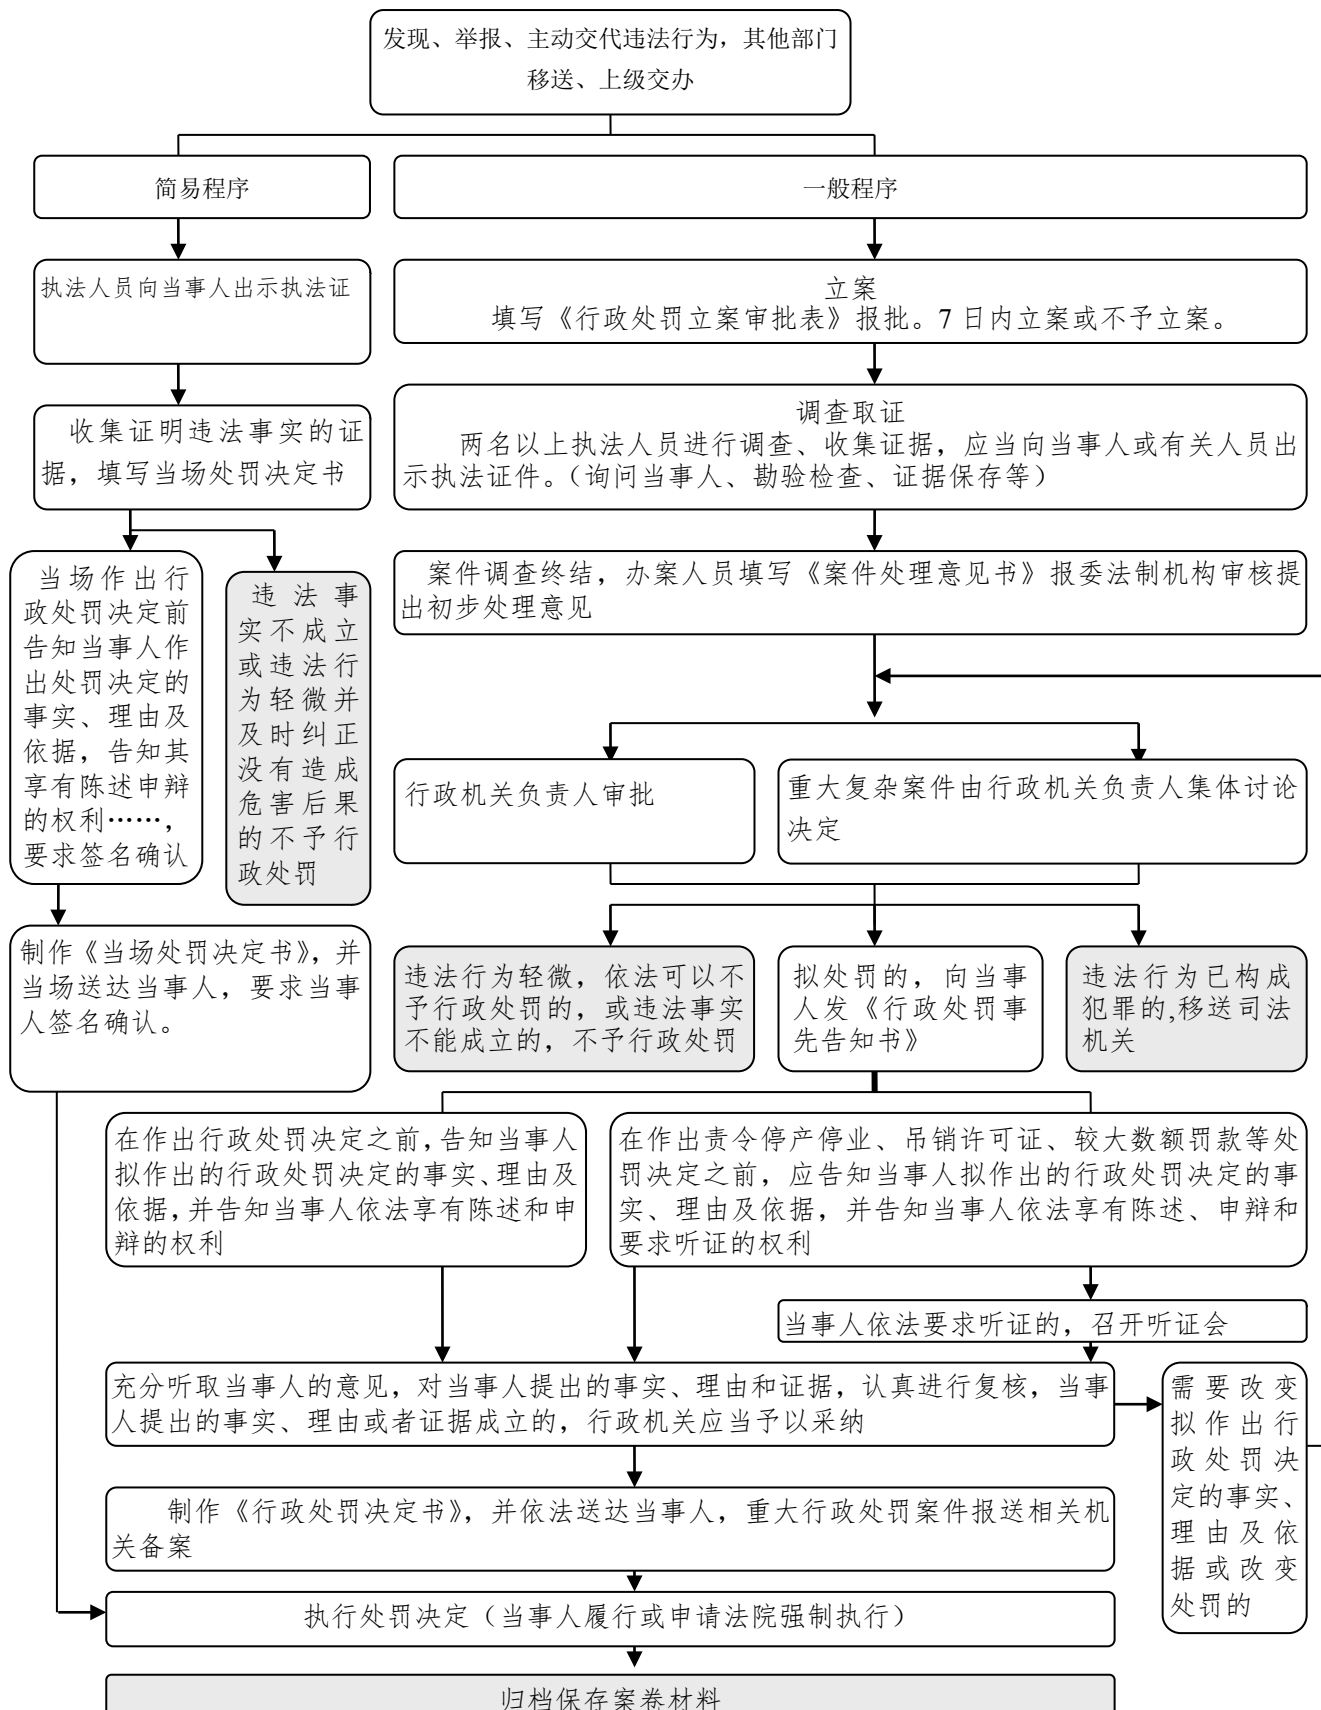 发现、举报、主动交代违法行为，其他部门
移送、上级交办
简易程序
一般程序
执法人员向当事人出示执法证
立案
填写《行政处罚立案审批表》报批。7 日内立案或不予立案。
收集证明违法事实的证
据，填写当场处罚决定书
调查取证
两名以上执法人员进行调查、收集证据，应当向当事人或有关人员出
示执法证件。（询问当事人、勘验检查、证据保存等）
当场作出行
政处罚决定前
告知当事人作
出处罚决定的
事实、理由及
依据，告知其
享有陈述申辩
的权利……，
要求签名确认
违法事
实不成立
或违法行
为轻微并
及时纠正
没有造成
危害后果
的不予行
政处罚
案件调查终结，办案人员填写《案件处理意见书》报委法制机构审核提
出初步处理意见
行政机关负责人审批
重大复杂案件由行政机关负责人集体讨论
决定
制作《当场处罚决定书》，并
当场送达当事人，要求当事
人签名确认。
违法行为轻微，依法可以不
予行政处罚的，或违法事实
不能成立的，不予行政处罚
拟处罚的，向当事
人发《行政处罚事
先告知书》
违法行为已构成
犯罪的,移送司法
机关
在作出行政处罚决定之前，告知当事人
拟作出的行政处罚决定的事实、理由及
依据，并告知当事人依法享有陈述和申
辩的权利
在作出责令停产停业、吊销许可证、较大数额罚款等处
罚决定之前，应告知当事人拟作出的行政处罚决定的事
实、理由及依据，并告知当事人依法享有陈述、申辩和
要求听证的权利
当事人依法要求听证的，召开听证会
充分听取当事人的意见，对当事人提出的事实、理由和证据，认真进行复核，当事
人提出的事实、理由或者证据成立的，行政机关应当予以采纳
需要改变
拟作出行
政处罚决
定的事实、
理由及依
据或改变
处罚的
制作《行政处罚决定书》，并依法送达当事人，重大行政处罚案件报送相关机
关备案
执行处罚决定（当事人履行或申请法院强制执行）
归档保存案卷材料